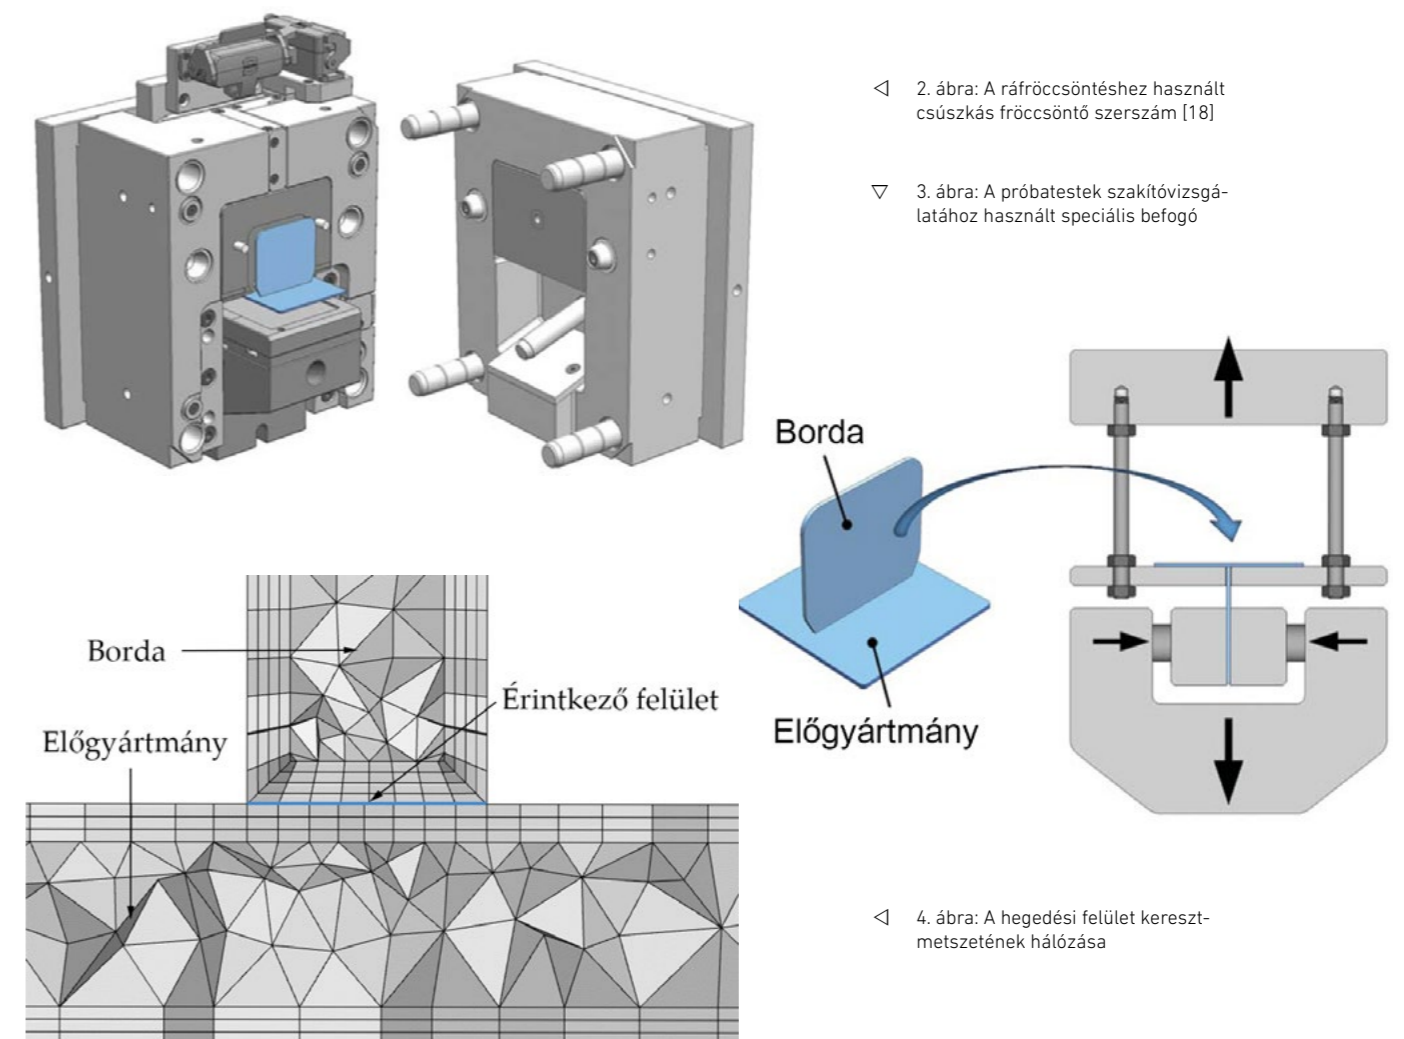 2. ábra: A ráfröccsöntéshez használt
csúszkás fröccsöntő szerszám [18]
3. ábra: A próbatestek szakítóvizsgá-
latához használt speciális befogó
Borda
Előgyártmány
Borda
Érintkező felület
Előgyártmány
4. ábra: A hegedési felület kereszt-
metszetének hálózása